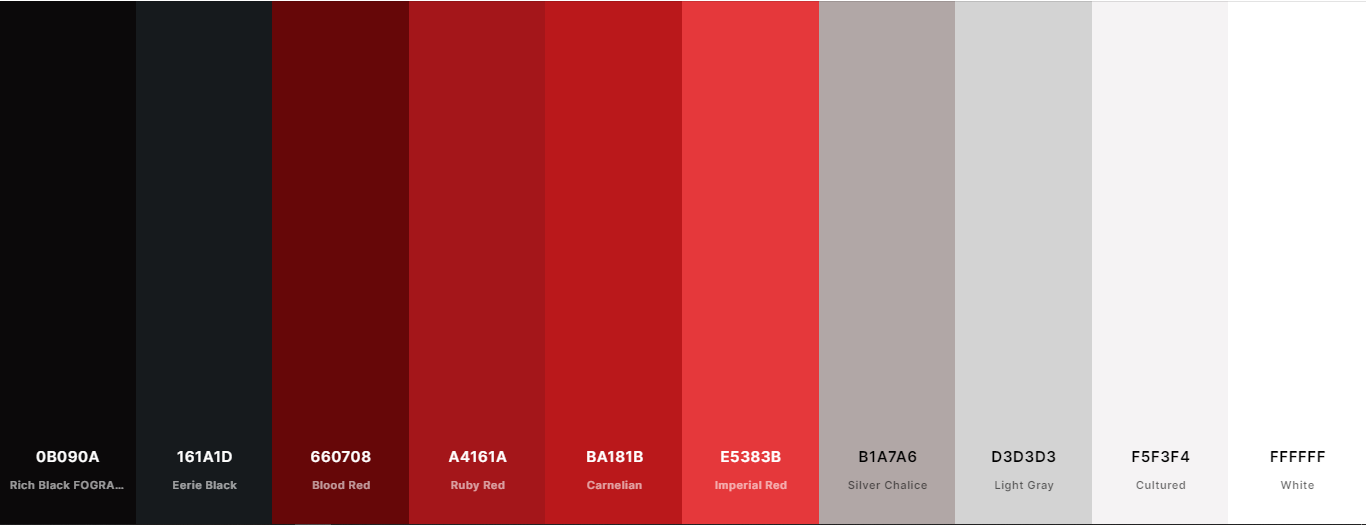 0B090A
Rich Black FOGRA...
161A1D
Eerie Black
660708
Blood Red
A4161A
Ruby Red
BA181B
Carnelian
E5383B
Imperial Red
B1A7A6
Silver Chalice
D3D3D3
Light Gray
F5F3F4
Cultured
FFFFFF
White